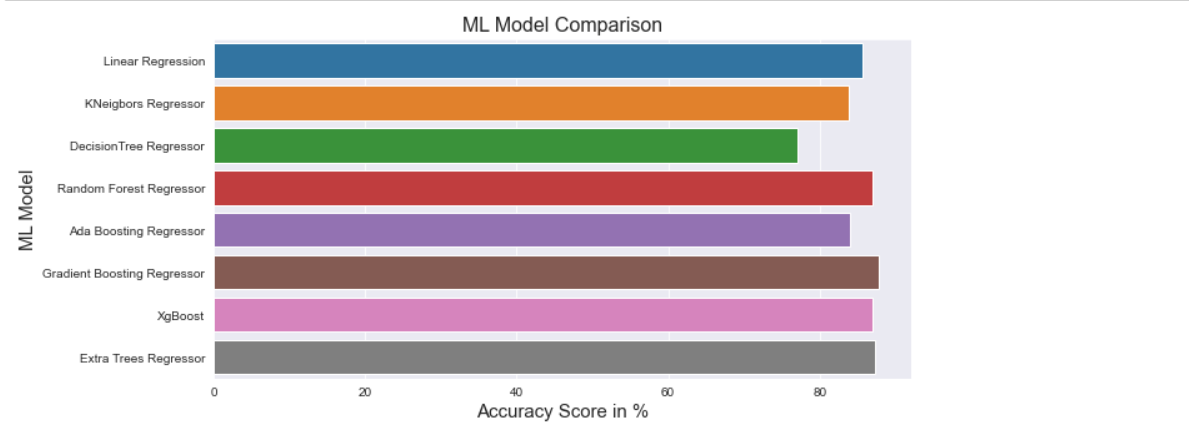 ML Model Comparison
ML Model
Linear Regression
KNeigbors Regressor
DecisionTree Regressor
Random Forest Regressor
Ada Boosting Regressor
Gradient Boosting Regressor
XgBoost
Extra Trees Regressor
0 20 40 60 80
Accuracy Score in %